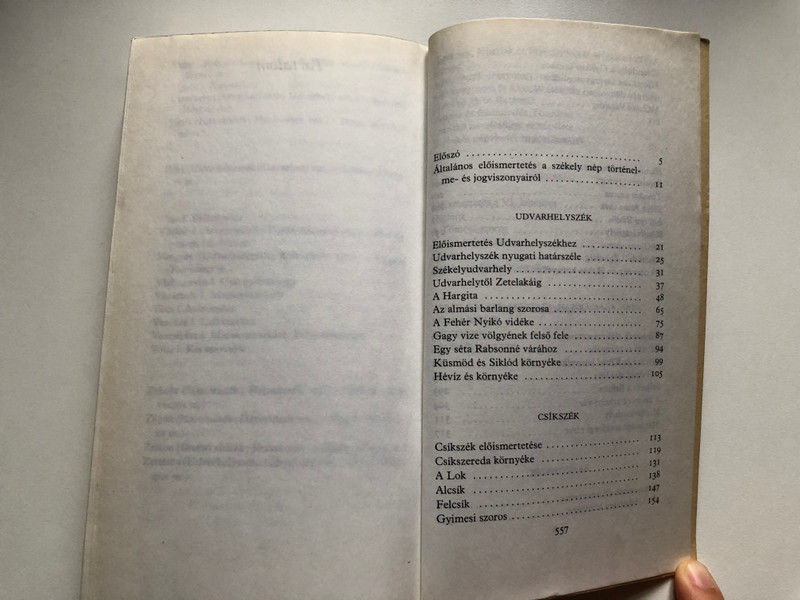 Előszó . . . . . . . . . . . . . . . . . . . . . . . . . . . . . . . . . 5
Általános előismertetés a székely nép történel-
me- és jogviszonyairól . . . . . . . . . . . . . . . . . . 11
UDVARHELYSZÉK
Előismertetés Udvarhelyszékhez . . . . . . . . . . . . 21
Udvarhelyszék nyugati határszéle . . . . . . . . . . . 25
Székelyudvarhely . . . . . . . . . . . . . . . . . . . . . . . 31
Udvarhelytől Zetelakáig . . . . . . . . . . . . . . . . . . 37
A Hargita . . . . . . . . . . . . . . . . . . . . . . . . . . . . . 48
Az almási barlang szorosa . . . . . . . . . . . . . . . . 65
A Fehér Nyikó vidéke . . . . . . . . . . . . . . . . . . . 75
Gagy vize völgyének felső fele . . . . . . . . . . . . . 87
Egy séta Rabsonné várához . . . . . . . . . . . . . . . 94
Küsmöd és Siklód környéke . . . . . . . . . . . . . . . 99
Hévíz és környéke . . . . . . . . . . . . . . . . . . . . . . 105
CSÍKSZÉK
Csíkszék előismertetése . . . . . . . . . . . . . . . . . . 113
Csíkszereda környéke . . . . . . . . . . . . . . . . . . . 119
A Lok . . . . . . . . . . . . . . . . . . . . . . . . . . . . . . . . 131
Alcsík . . . . . . . . . . . . . . . . . . . . . . . . . . . . . . . 138
Felcsík . . . . . . . . . . . . . . . . . . . . . . . . . . . . . . 147
Gyimesi szoros . . . . . . . . . . . . . . . . . . . . . . . . 154
557